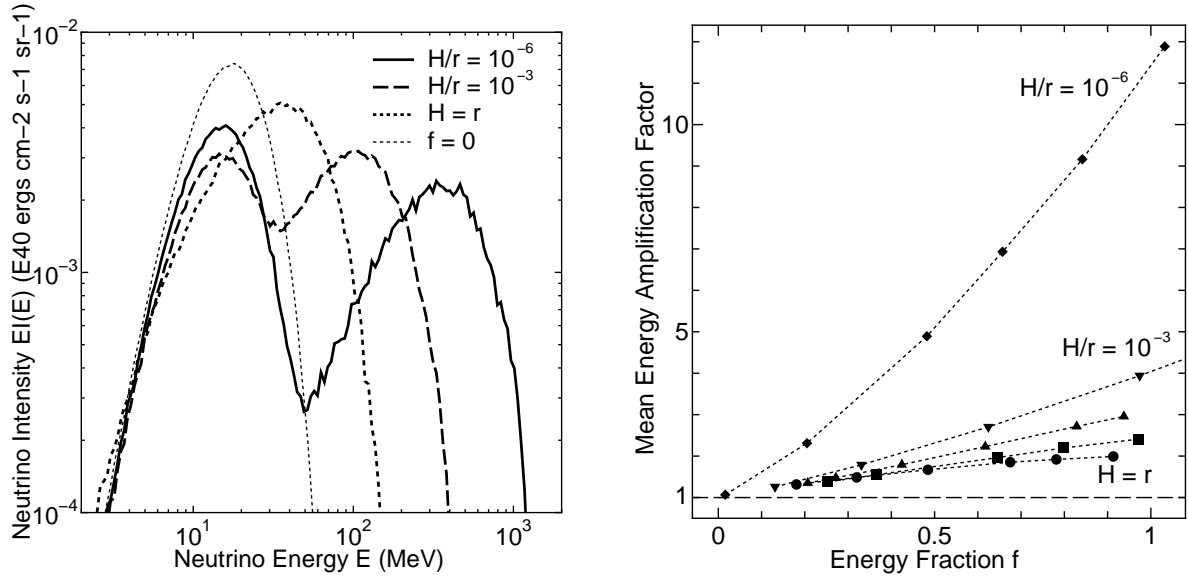 Neutrino Intensity EI(E) (E40 ergs cm−2 s−1 sr−1)
10−2
10−3
10−4
H/r = 10−6
H/r = 10−3
H = r
f = 0
101 102 103
Neutrino Energy E (MeV)
Mean Energy Amplification Factor
10
5
1
H/r = 10−6
H/r = 10−3
H = r
0 0.5 1
Energy Fraction f